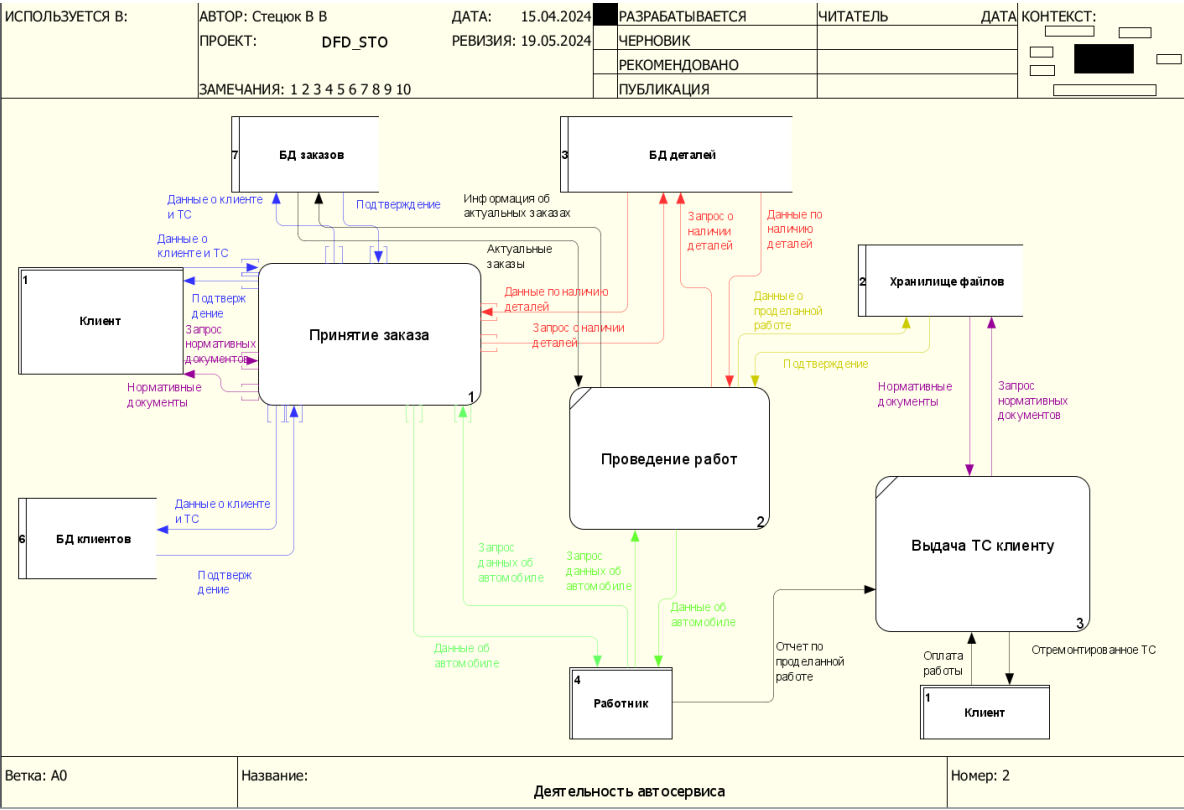 ИСПОЛЬЗУЕТСЯ В:
АВТОР: Стецюк В В
ДАТА: 15.04.2024
РАЗРАБАТЫВАЕТСЯ
ЧИТАТЕЛЬ
ДАТА
КОНТЕКСТ:
ПРОЕКТ: DFD_STO
РЕВИЗИЯ: 19.05.2024
ЧЕРНОВИК
РЕКОМЕНДОВАНО
ЗАМЕЧАНИЯ: 1 2 3 4 5 6 7 8 9 10
ПУБЛИКАЦИЯ
7
БД заказов
3
БД деталей
Данные о клиенте
и ТС
Подтверждение
Информация об
актуальных заказах
Запрос о
наличии
деталей
Данные по
наличию
деталей
Данные о
клиенте и ТС
Актуальные
заказы
1
Клиент
Подтверж
дение
Запрос
нормативных
документов
Нормативные
документы
Принятие заказа
1
Данные по наличию
деталей
Запрос о наличии
деталей
Данные о
проделанной
работе
Подтверждение
2
Хранилище файлов
Нормативные
документы
Запрос
нормативных
документов
Проведение работ
2
Выдача ТС клиенту
3
6
БД клиентов
Данные о клиенте
и ТС
Подтверж
дение
Запрос
данных об
автомобиле
Запрос
данных об
автомобиле
Данные об
автомобиле
Данные об
автомобиле
4
Работник
Отчет по
проделанной
работе
Оплата
работы
Отремонтированное ТС
1
Клиент
Ветка: A0
Название:
Деятельность автосервиса
Номер: 2